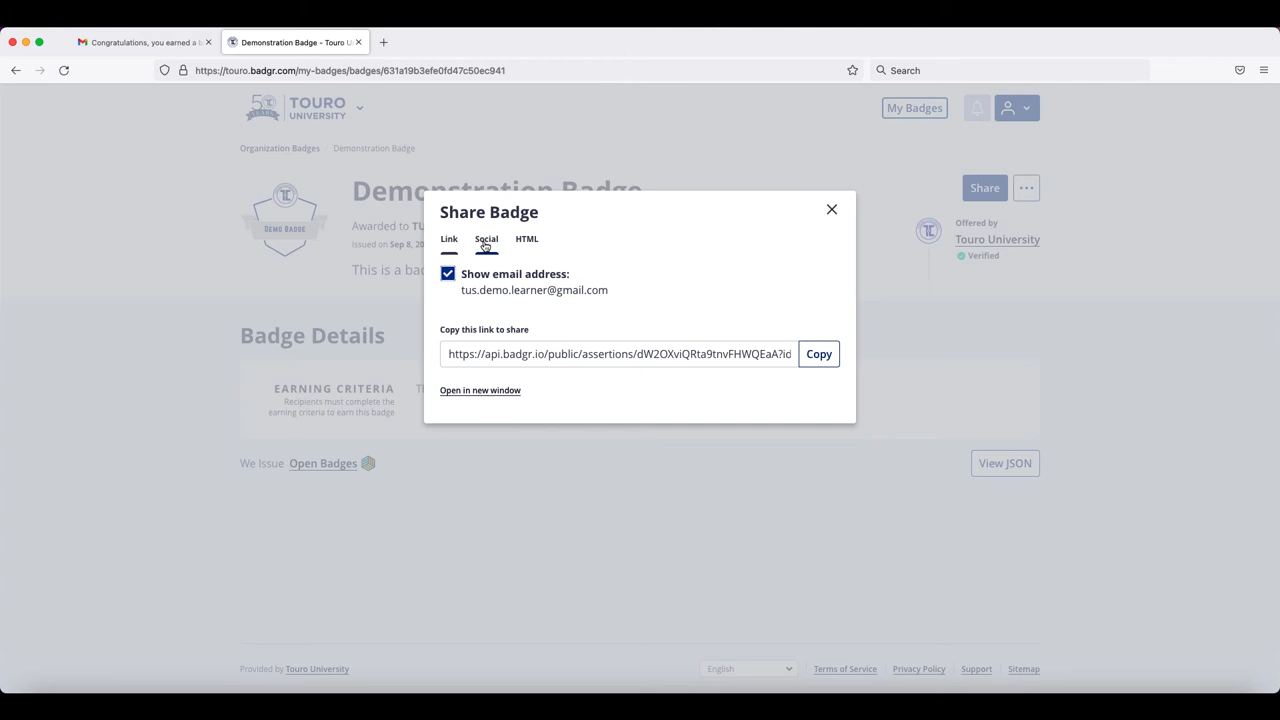 Congratulations, you earned a b
Demonstration Badge - Touro U
https://touro.badgr.com/my-badges/badges/631a19b3efe0fd47c50ec941
Search
50
YEARS
TOURO
UNIVERSITY
My Badges
Organization Badges / Demonstration Badge
Demonstration Badge
Share
DEMO BADGE
Awarded to TU
Issued on Sep 8, 20
This is a bad
Offered by
Touro University
Verified
Share Badge
Link Social HTML
Show email address:
tus.demo.learner@gmail.com
Copy this link to share
https://api.badgr.io/public/assertions/dW2OXviQRta9tnvFHWQEaA?id
Copy
Open in new window
Badge Details
EARNING CRITERIA
Recipients must complete the
earning criteria to earn this badge
We Issue Open Badges
View JSON
Provided by Touro University
English
Terms of Service Privacy Policy Support Sitemap